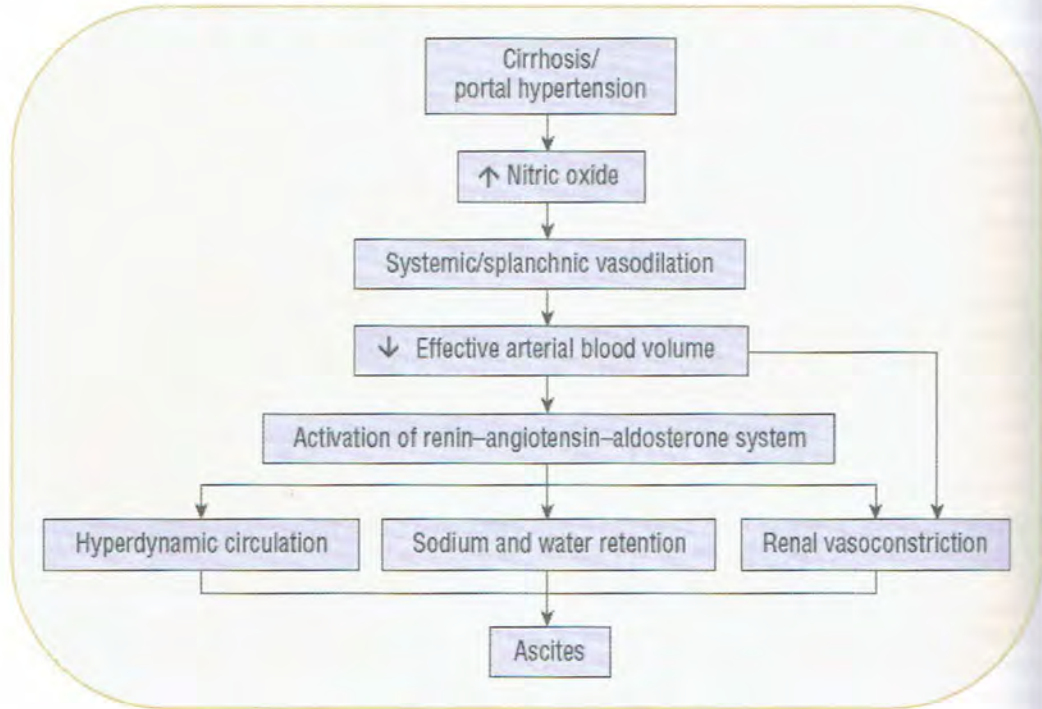 Cirrhosis/
portal hypertension
↑ Nitric oxide
Systemic/splanchnic vasodilation
↓ Effective arterial blood volume
Activation of renin–angiotensin–aldosterone system
Hyperdynamic circulation
Sodium and water retention
Renal vasoconstriction
Ascites